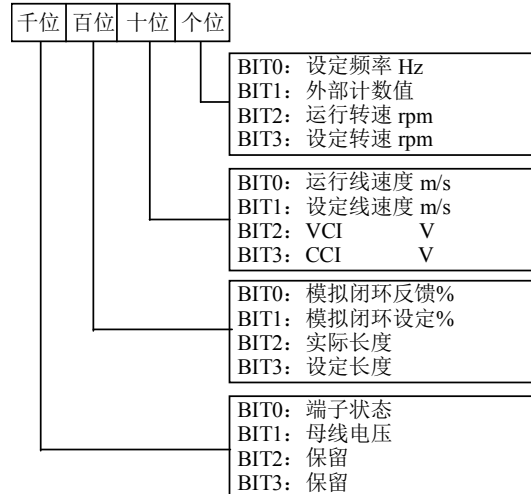 千位 百位 十位 个位
BIT0：设定频率 Hz
BIT1：外部计数值
BIT2：运行转速 rpm
BIT3：设定转速 rpm
BIT0：运行线速度 m/s
BIT1：设定线速度 m/s
BIT2：VCI V
BIT3：CCI V
BIT0：模拟闭环反馈%
BIT1：模拟闭环设定%
BIT2：实际长度
BIT3：设定长度
BIT0：端子状态
BIT1：母线电压
BIT2：保留
BIT3：保留